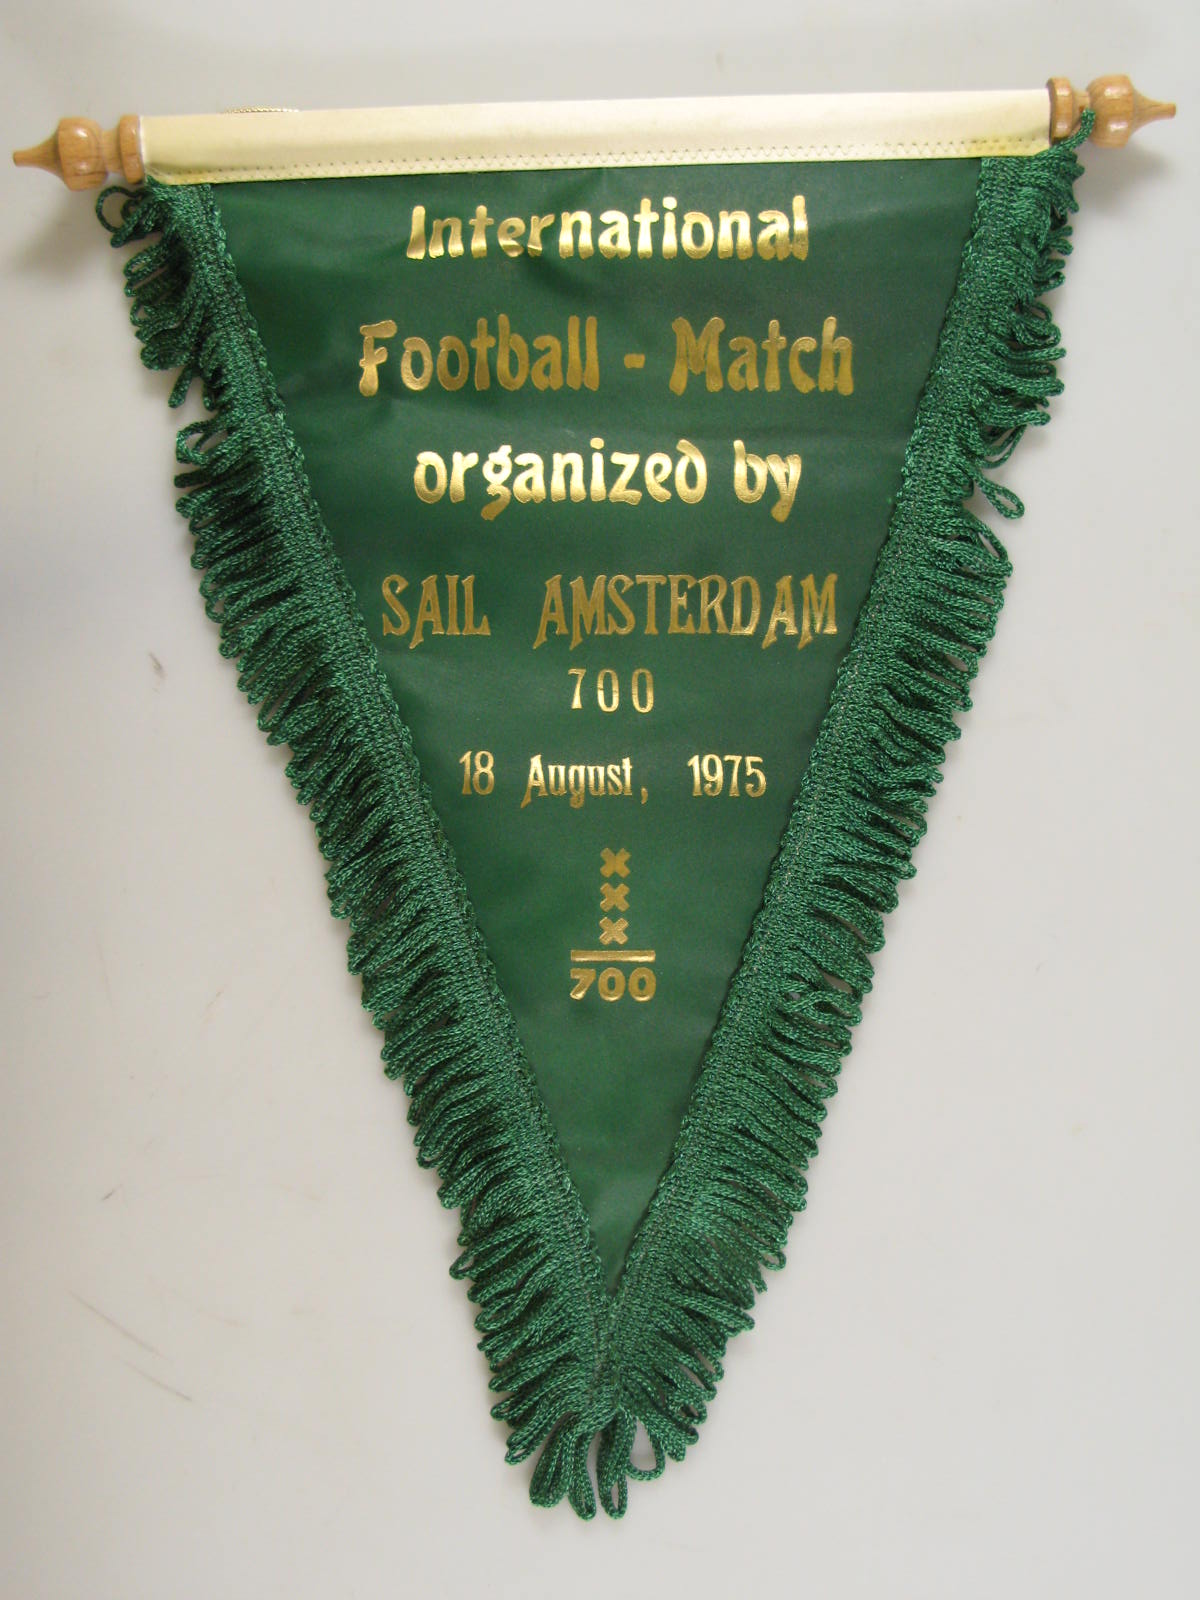 International
Football - Match
organized by
SAIL AMSTERDAM
700
18 August, 1975
X
X
X
700